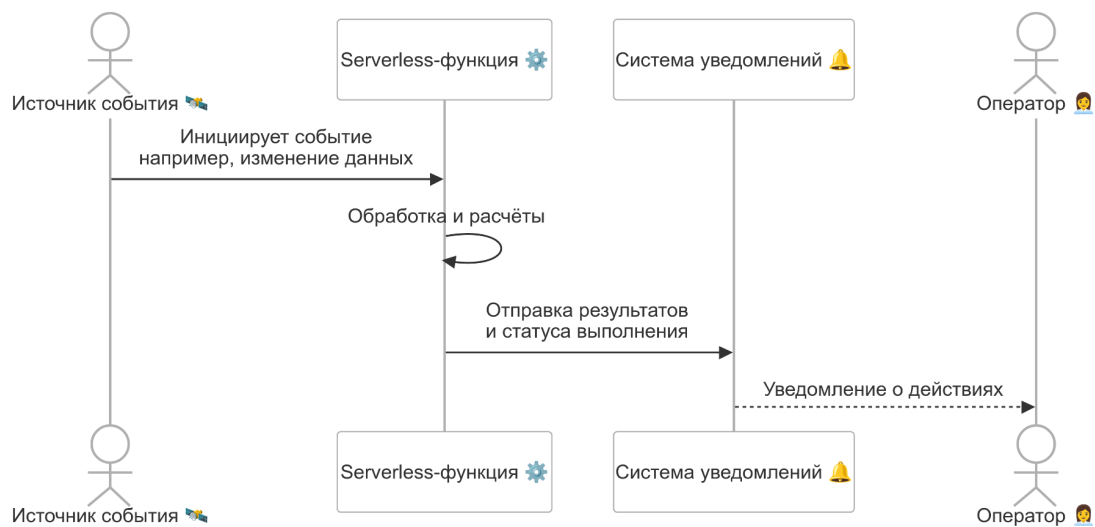 Serverless-функция ⚙️
Система уведомлений 🔔
Источник события 🛰️
Оператор 👩‍💼
Инициирует событие
например, изменение данных
Обработка и расчёты
Отправка результатов
и статуса выполнения
Уведомление о действиях
Serverless-функция ⚙️
Система уведомлений 🔔
Источник события 🛰️
Оператор 👩‍💼